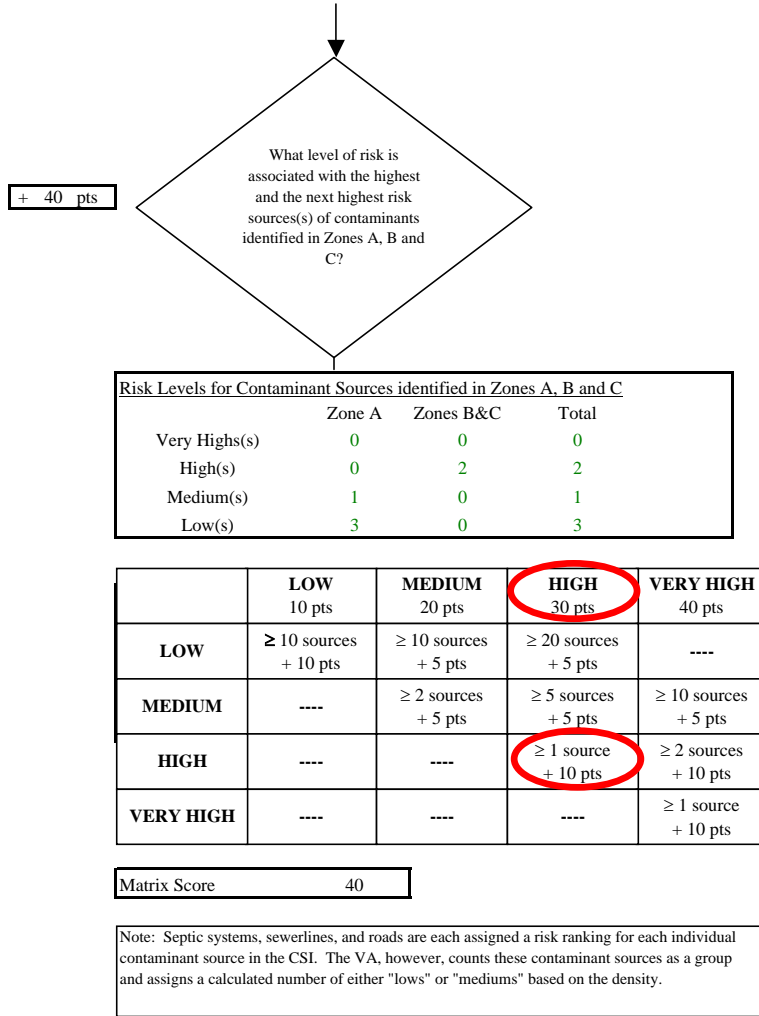 What level of risk is
associated with the highest
and the next highest risk
sources(s) of contaminants
identified in Zones A, B and
C?
+ 40 pts
Risk Levels for Contaminant Sources identified in Zones A, B and C
Zone A Zones B&C Total
Very Highs(s) 0 0 0
High(s) 0 2 2
Medium(s) 1 0 1
Low(s) 3 0 3
LOW MEDIUM HIGH VERY HIGH
10 pts 20 pts 30 pts 40 pts
LOW ≥ 10 sources + 10 pts ≥ 10 sources + 5 pts ≥ 20 sources + 5 pts ----
MEDIUM ---- ≥ 2 sources + 5 pts ≥ 5 sources + 5 pts ≥ 10 sources + 5 pts
HIGH ---- ---- ≥ 1 source + 10 pts ≥ 2 sources + 10 pts
VERY HIGH ---- ---- ---- ≥ 1 source + 10 pts
Matrix Score 40
Note: Septic systems, sewerlines, and roads are each assigned a risk ranking for each individual
contaminant source in the CSI. The VA, however, counts these contaminant sources as a group
and assigns a calculated number of either "lows" or "mediums" based on the density.